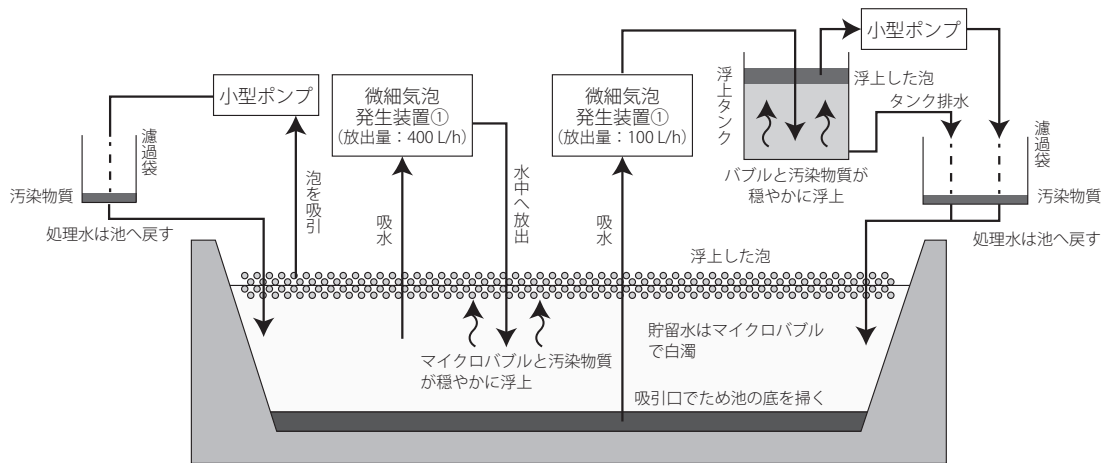 小型ポンプ
濾過袋
汚染物質
処理水は池へ戻す
泡を吸引
微細気泡
発生装置①
(放出量：400 L/h)
吸水
水中へ放出
マイクロバブルと汚染物質
が穏やかに浮上
微細気泡
発生装置①
(放出量：100 L/h)
吸水
浮上タンク
小型ポンプ
浮上した泡
タンク排水
バブルと汚染物質が
穏やかに浮上
濾過袋
汚染物質
処理水は池へ戻す
浮上した泡
貯留水はマイクロバブル
で白濁
吸引口でため池の底を掃く